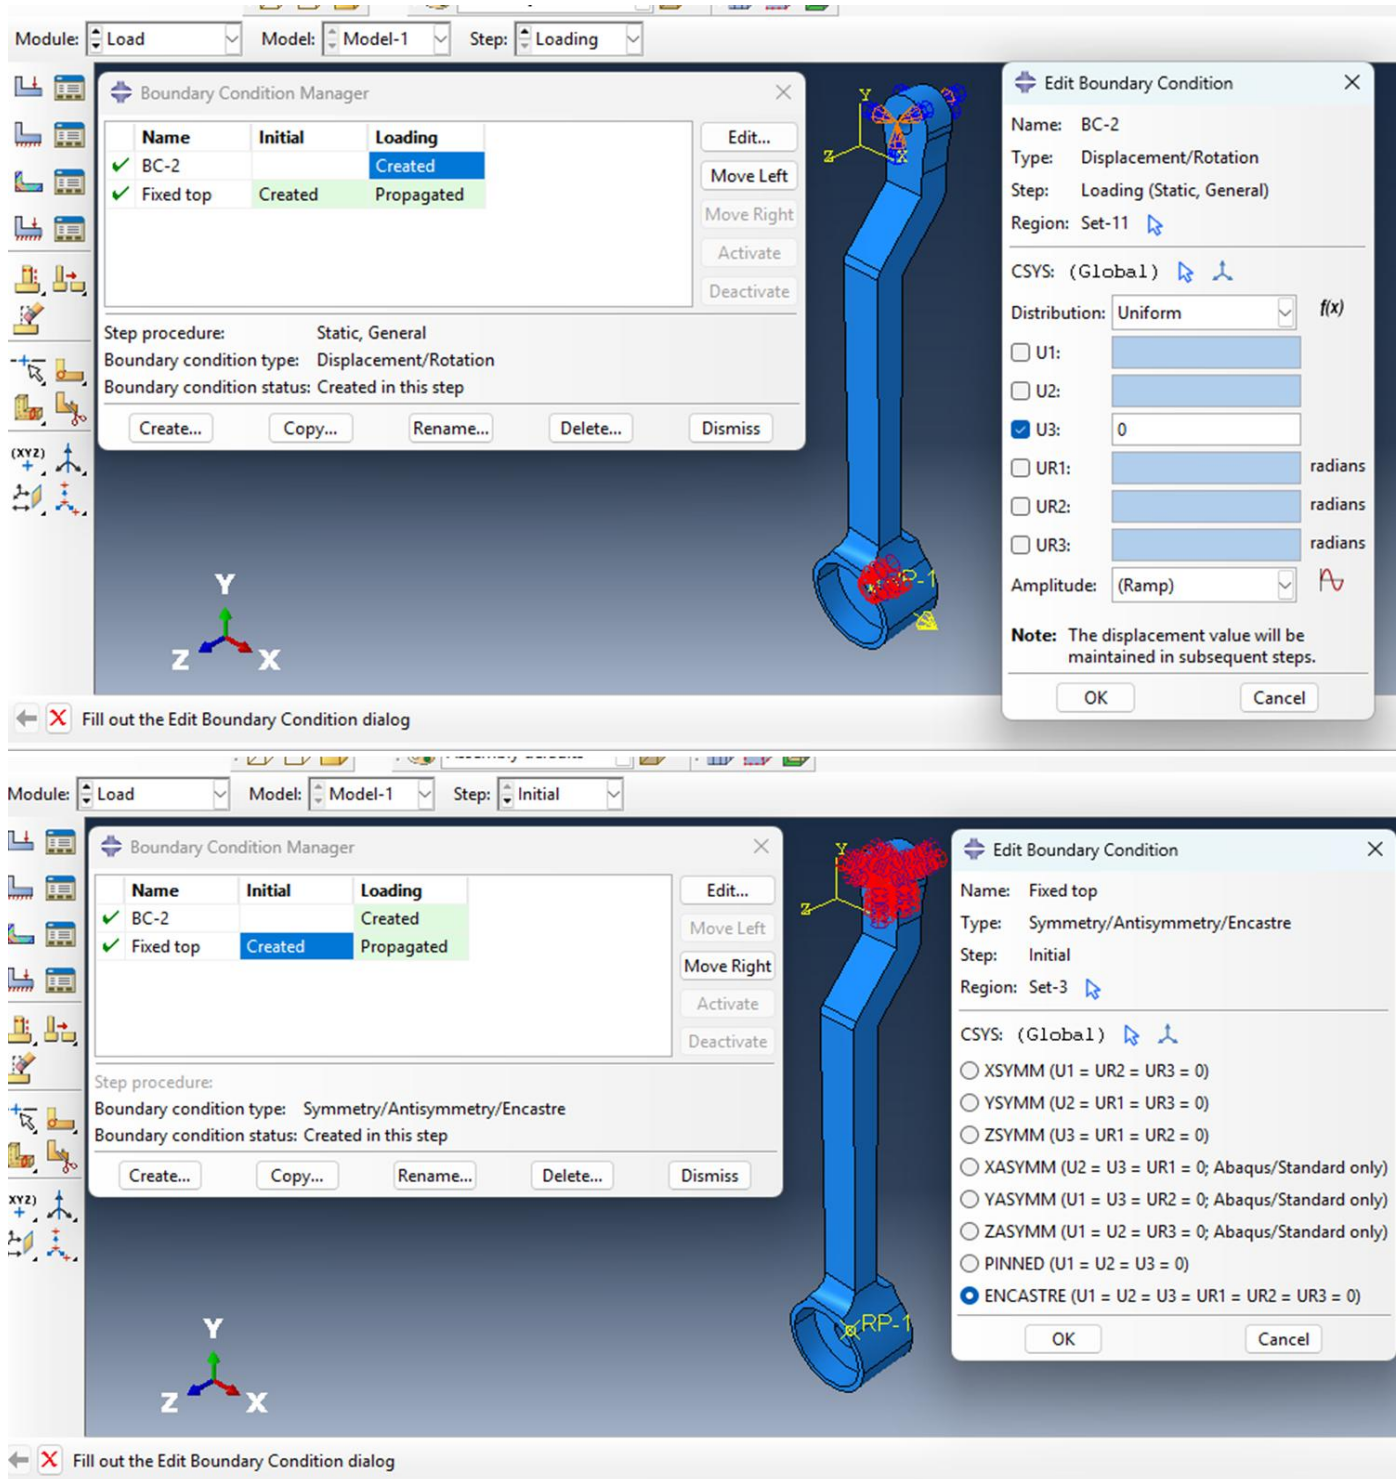 Module: Load Model: Model-1 Step: Loading
Boundary Condition Manager
Name Initial Loading
BC-2 Created
Fixed top Created Propagated
Edit...
Move Left
Move Right
Activate
Deactivate
Step procedure: Static, General
Boundary condition type: Displacement/Rotation
Boundary condition status: Created in this step
Create... Copy... Rename... Delete... Dismiss
(XYZ)
Y
Z X
RP-1
Y
Z X
Edit Boundary Condition
Name: BC-2
Type: Displacement/Rotation
Step: Loading (Static, General)
Region: Set-11
CSYS: (Global)
Distribution: Uniform f(x)
U1:
U2:
U3: 0
UR1: radians
UR2: radians
UR3: radians
Amplitude: (Ramp)
Note: The displacement value will be
maintained in subsequent steps.
OK Cancel
Fill out the Edit Boundary Condition dialog
Module: Load Model: Model-1 Step: Initial
Boundary Condition Manager
Name Initial Loading
BC-2 Created
Fixed top Created Propagated
Edit...
Move Left
Move Right
Activate
Deactivate
Step procedure:
Boundary condition type: Symmetry/Antisymmetry/Encastre
Boundary condition status: Created in this step
Create... Copy... Rename... Delete... Dismiss
XYZ)
Y
Z
RP-1
Y
Z X
Edit Boundary Condition
Name: Fixed top
Type: Symmetry/Antisymmetry/Encastre
Step: Initial
Region: Set-3
CSYS: (Global)
XSYMM (U1 = UR2 = UR3 = 0)
YSYMM (U2 = UR1 = UR3 = 0)
ZSYMM (U3 = UR1 = UR2 = 0)
XASYMM (U2 = U3 = UR1 = 0; Abaqus/Standard only)
YASYMM (U1 = U3 = UR2 = 0; Abaqus/Standard only)
ZASYMM (U1 = U2 = UR3 = 0; Abaqus/Standard only)
PINNED (U1 = U2 = U3 = 0)
ENCASTRE (U1 = U2 = U3 = UR1 = UR2 = UR3 = 0)
OK Cancel
Fill out the Edit Boundary Condition dialog